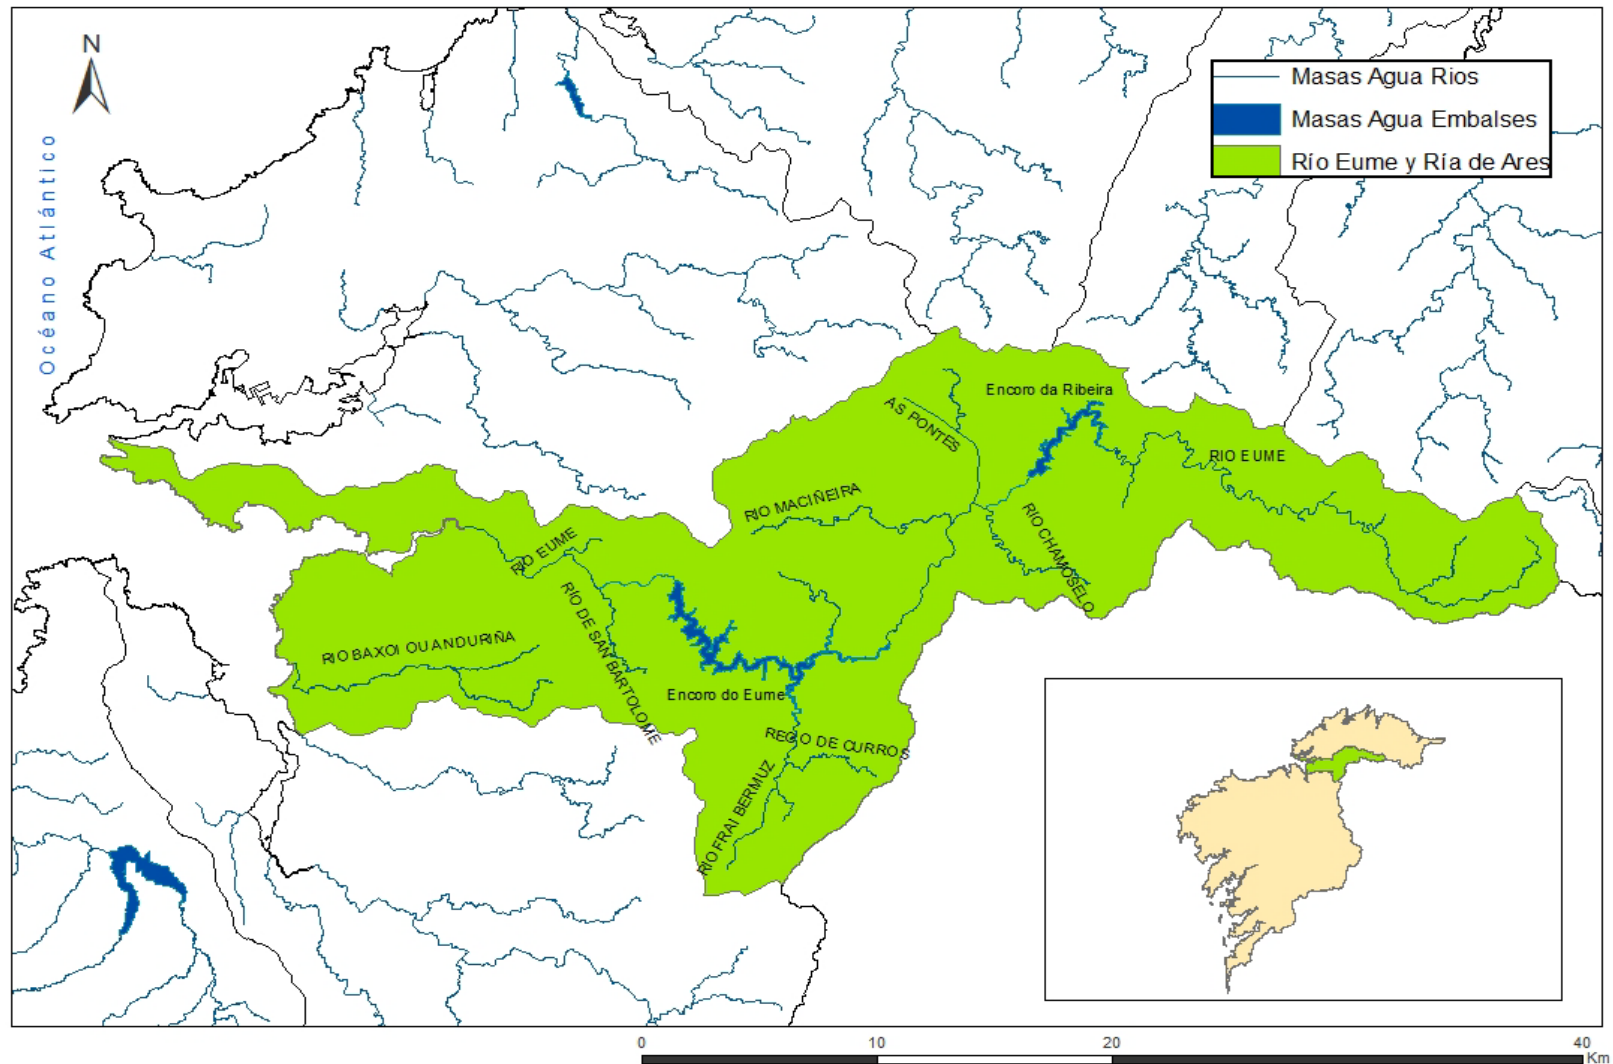 N
Océano Atlántico
Masas Agua Rios
Masas Agua Embalses
Río Eume y Ría de Ares
Encoro da Ribeira
AS PONTES
RIO EUME
RIO MACIÑEIRA
RIO CHAMOSELO
RIO EUME
RIO DE SAN BARTOLOME
RIO BAXOI OU ANDURIÑA
Encoro do Eume
REGO DE CURROS
RIO FRAI BERMUZ
0 10 20 40
Km